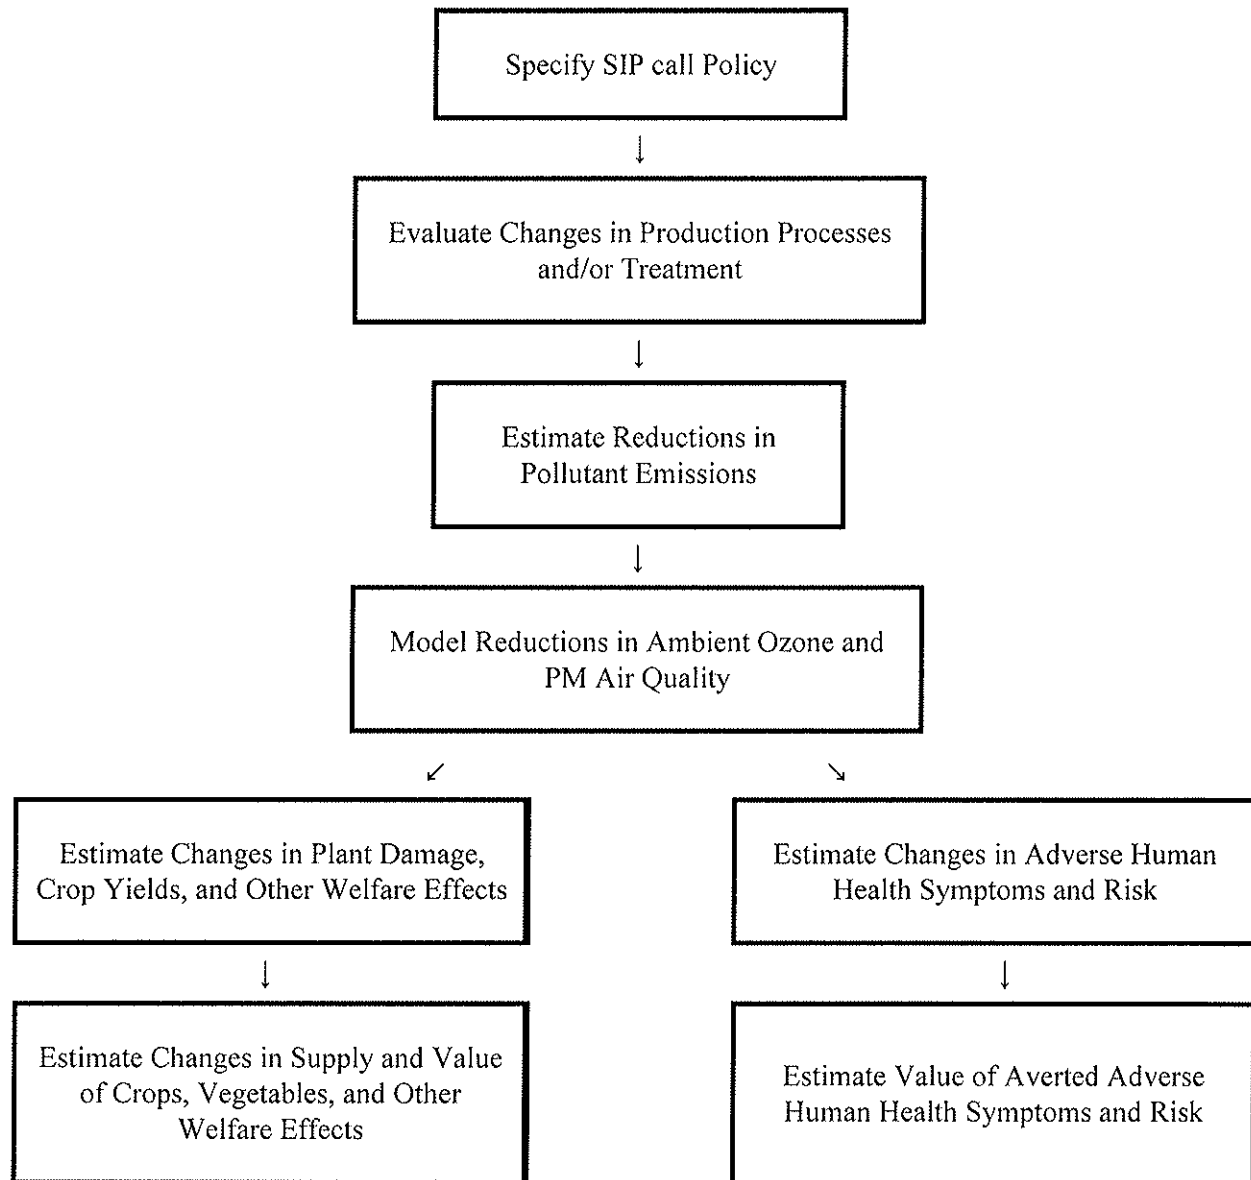 Specify SIP call Policy
↓
Evaluate Changes in Production Processes
and/or Treatment
↓
Estimate Reductions in
Pollutant Emissions
↓
Model Reductions in Ambient Ozone and
PM Air Quality
↙ ↘
Estimate Changes in Plant Damage,
Crop Yields, and Other Welfare Effects
Estimate Changes in Adverse Human
Health Symptoms and Risk
↓ ↓
Estimate Changes in Supply and Value
of Crops, Vegetables, and Other
Welfare Effects
Estimate Value of Averted Adverse
Human Health Symptoms and Risk